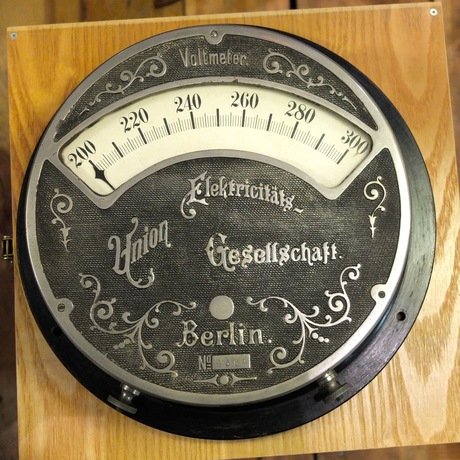 Voltmeter.
200 220 240 260 280 300
Elektricitäts-
Union Gesellschaft.
Berlin.
No